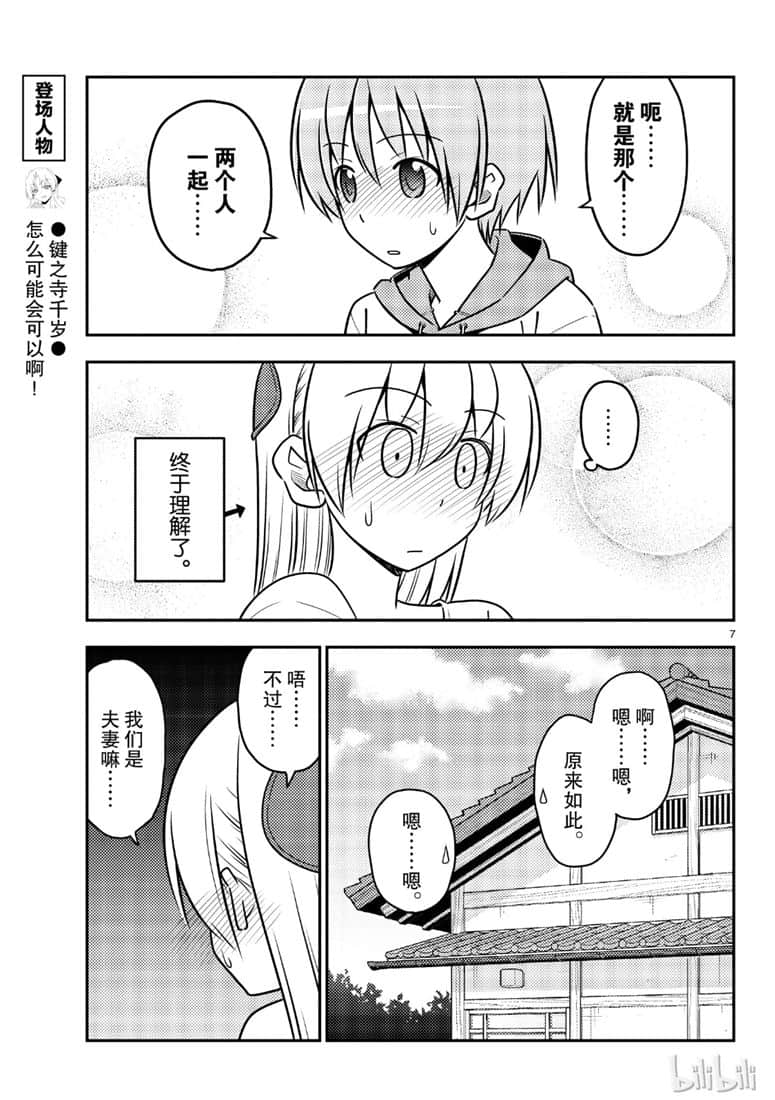 登场人物
●键之寺千岁●
怎么可能会可以啊！
呃……
就是那个……
两个人
一起……
……
终于理解了。
7
啊……
嗯……嗯，
原来如此。
嗯……嗯。
唔……
不过……
我们是
夫妻嘛……
bilibili